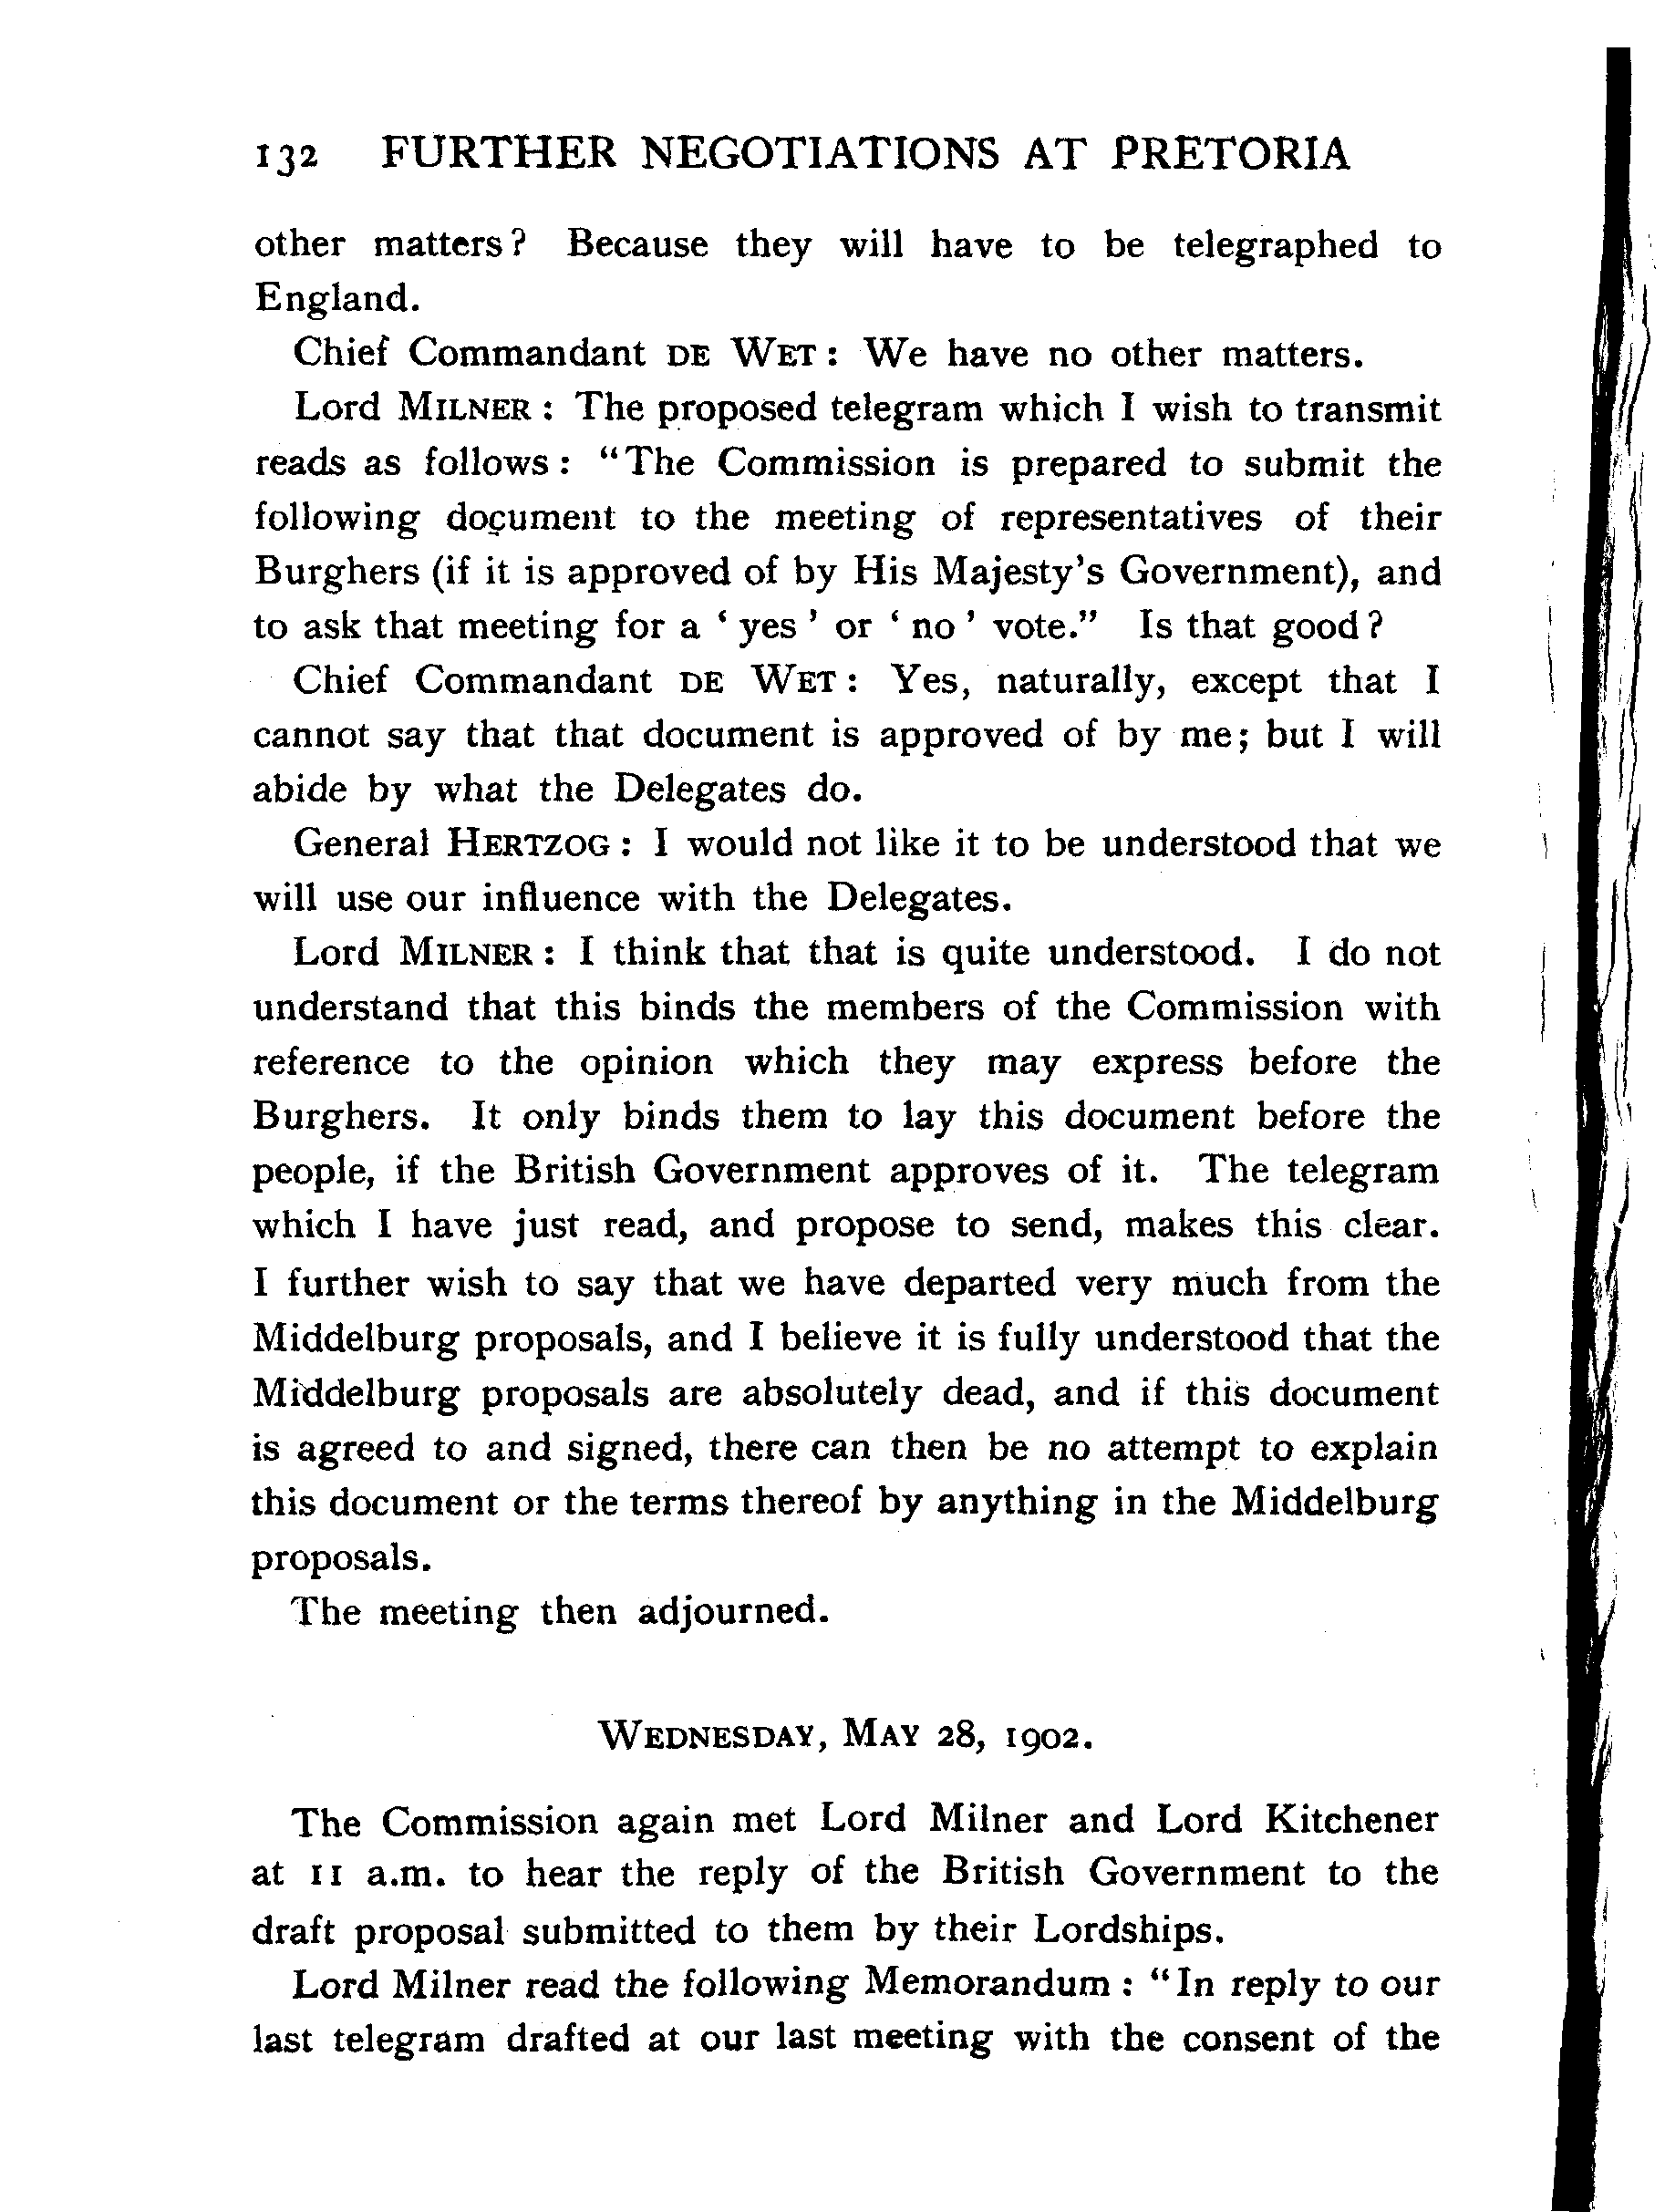 132 FURTHER NEGOTIATIONS AT PRETORIA
other matters? Because they will have to be telegraphed to
England.
Chief Commandant DE WET: We have no other matters.
Lord MILNER: The proposed telegram which I wish to transmit
reads as follows: "The Commission is prepared to submit the
following document to the meeting of representatives of their
Burghers (if it is approved of by His Majesty's Government), and
to ask that meeting for a 'yes' or 'no' vote." Is that good?
Chief Commandant DE WET: Yes, naturally, except that I
cannot say that that document is approved of by me; but I will
abide by what the Delegates do.
General HERTZOG: I would not like it to be understood that we
will use our influence with the Delegates.
Lord MILNER: I think that that is quite understood. I do not
understand that this binds the members of the Commission with
reference to the opinion which they may express before the
Burghers. It only binds them to lay this document before the
people, if the British Government approves of it. The telegram
which I have just read, and propose to send, makes this clear.
I further wish to say that we have departed very much from the
Middelburg proposals, and I believe it is fully understood that the
Middelburg proposals are absolutely dead, and if this document
is agreed to and signed, there can then be no attempt to explain
this document or the terms thereof by anything in the Middelburg
proposals.
The meeting then adjourned.
WEDNESDAY, MAY 28, 1902.
The Commission again met Lord Milner and Lord Kitchener
at 11 a.m. to hear the reply of the British Government to the
draft proposal submitted to them by their Lordships.
Lord Milner read the following Memorandum: "In reply to our
last telegram drafted at our last meeting with the consent of the